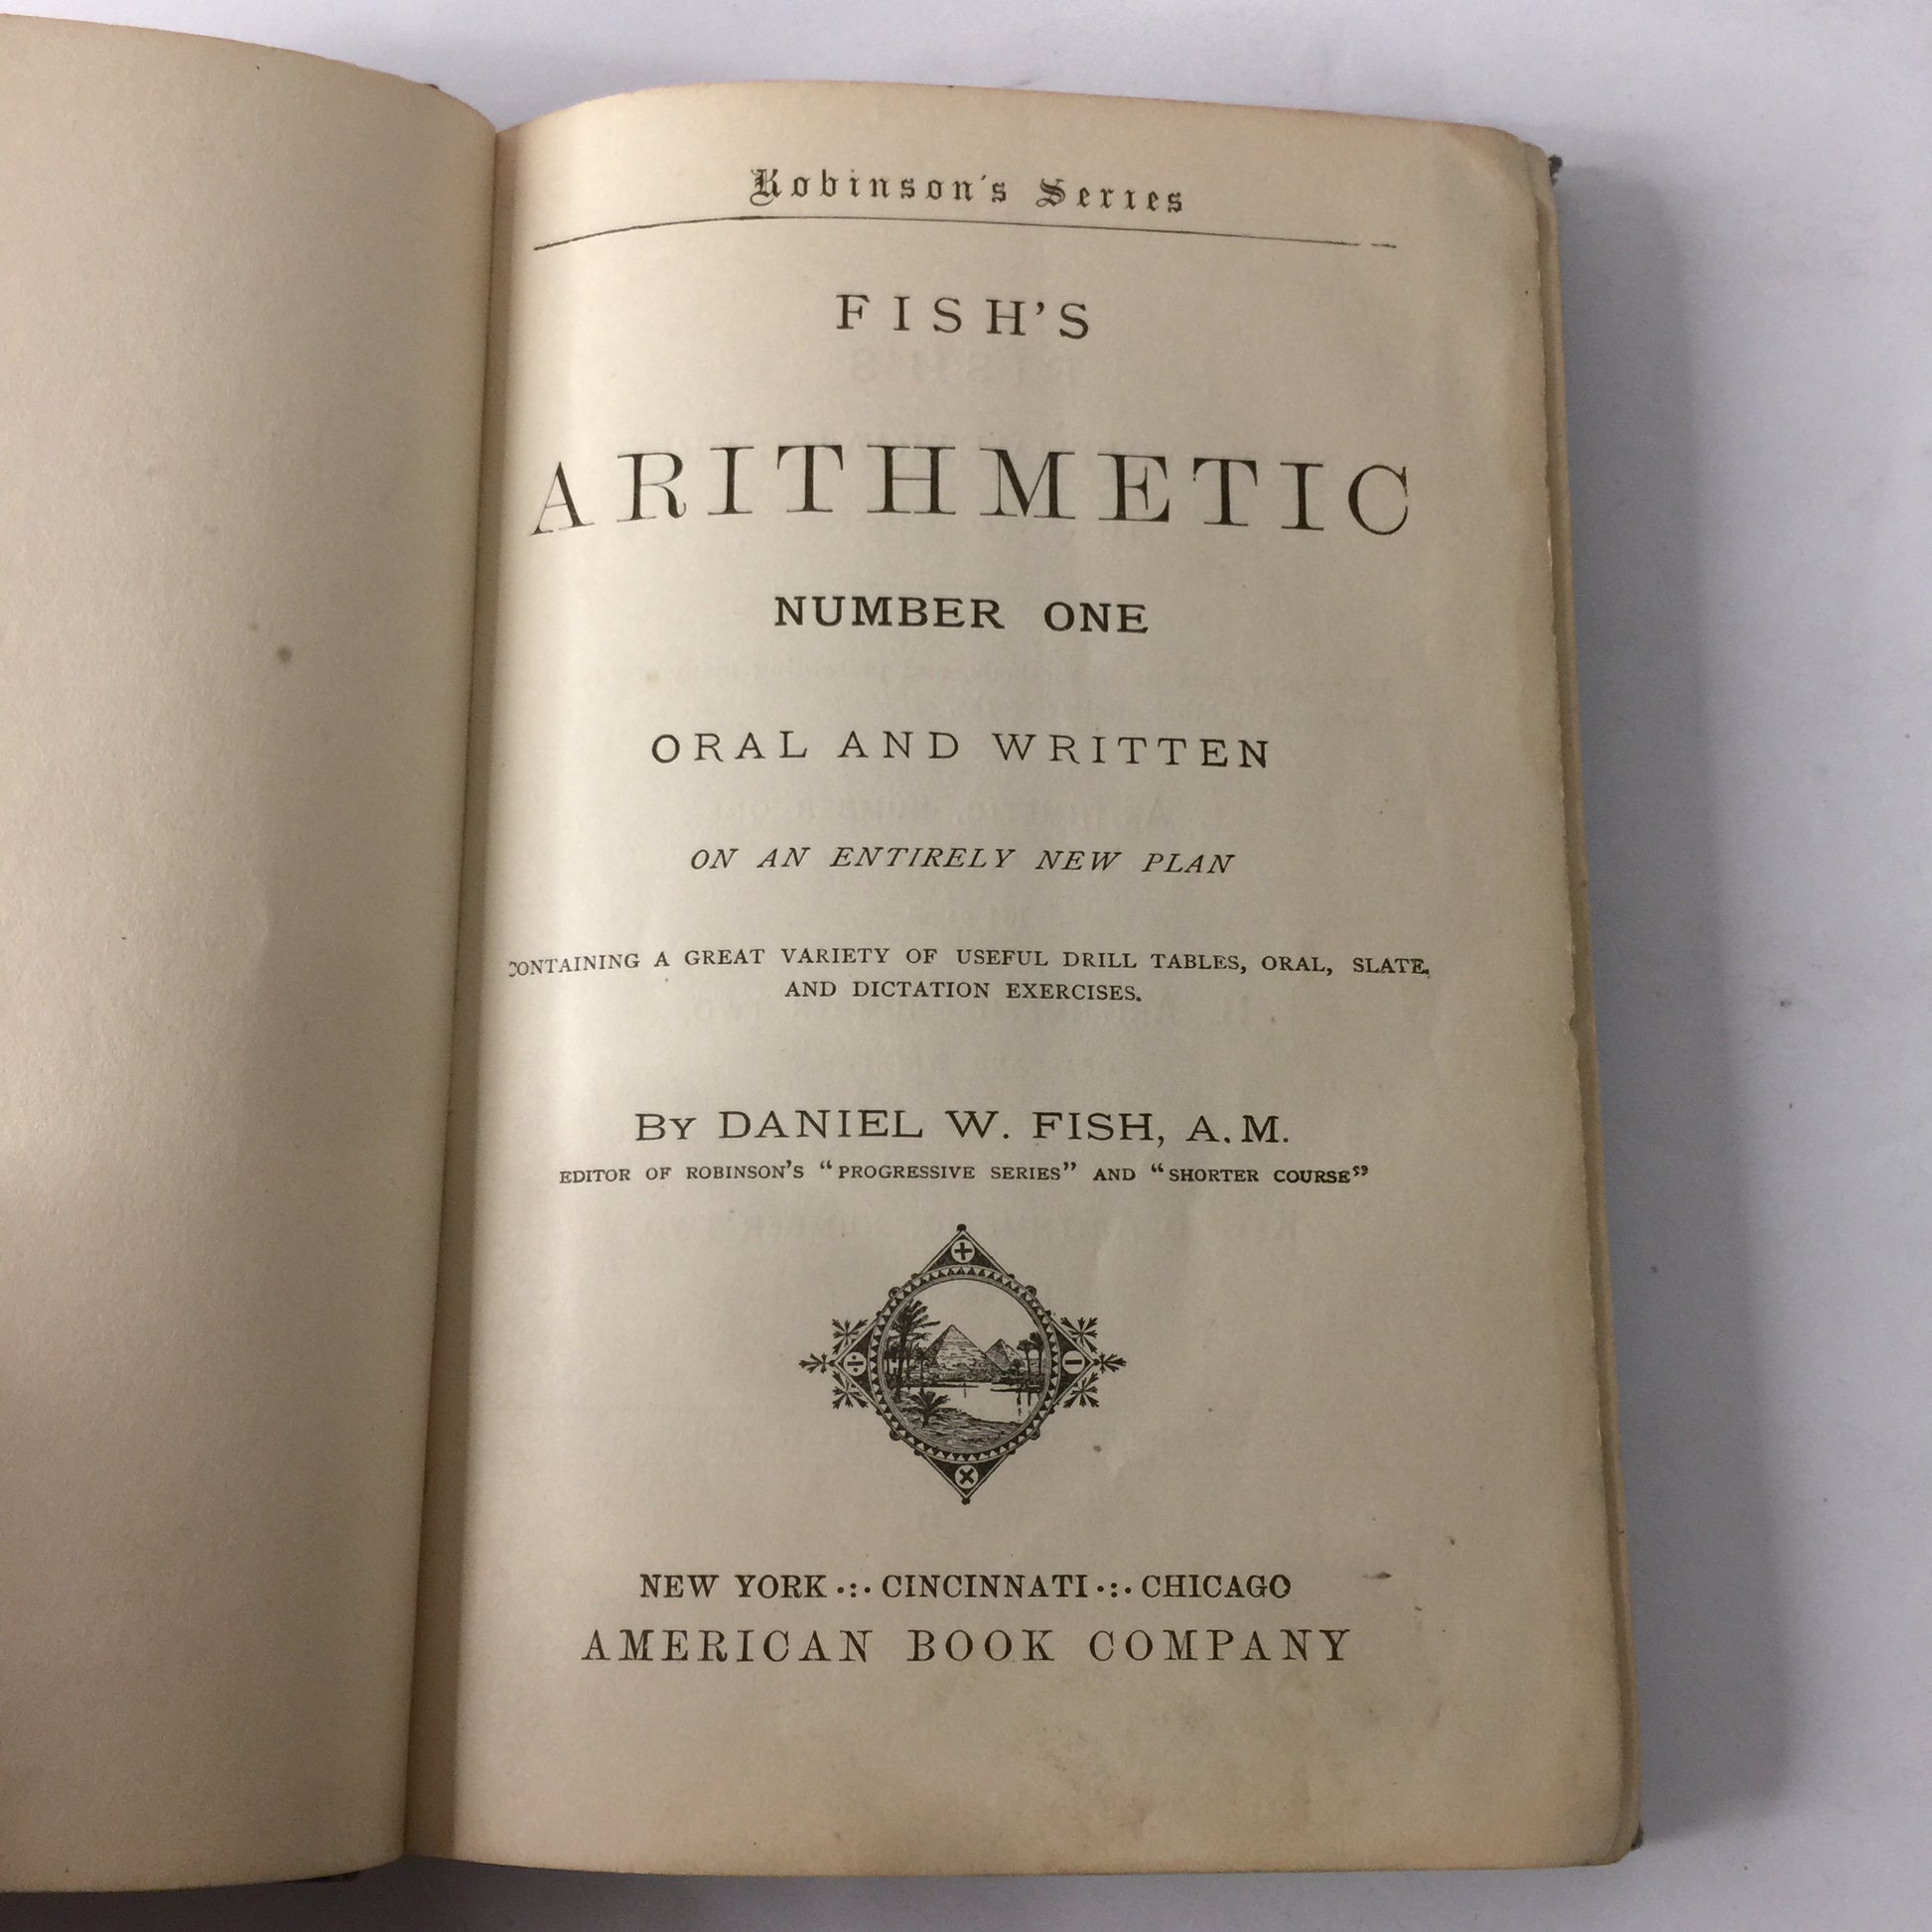 Robinson's Series
FISH'S
ARITHMETIC
NUMBER ONE
ORAL AND WRITTEN
ON AN ENTIRELY NEW PLAN
CONTAINING A GREAT VARIETY OF USEFUL DRILL TABLES, ORAL, SLATE,
AND DICTATION EXERCISES.
BY DANIEL W. FISH, A.M.
EDITOR OF ROBINSON'S "PROGRESSIVE SERIES" AND "SHORTER COURSE"
+
÷ −
×
NEW YORK ·:· CINCINNATI ·:· CHICAGO
AMERICAN BOOK COMPANY